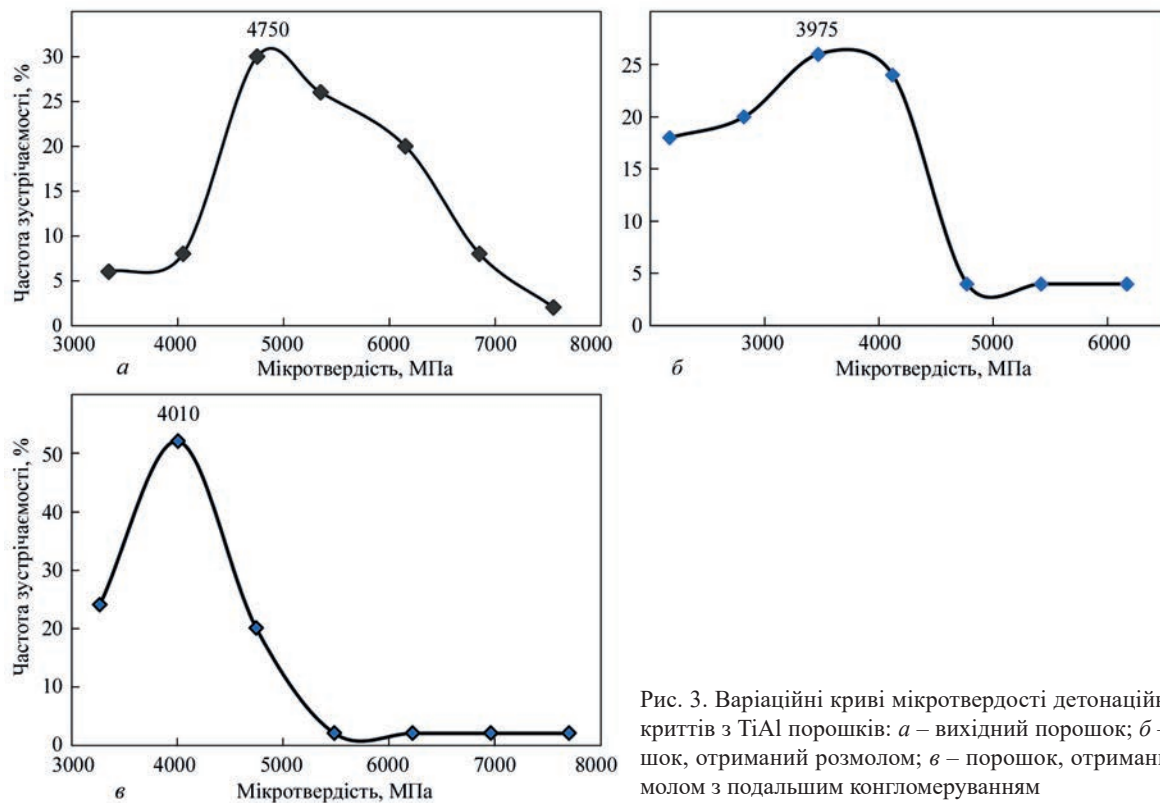 4750
30
25
20
15
10
5
0
Частота зустрічаємості, %
3000 4000 5000 6000 7000 8000
а Мікротвердість, МПа
3975
25
20
15
10
5
0
3000 4000 5000 6000
б Мікротвердість, МПа
4010
50
40
30
20
10
0
Частота зустрічаємості, %
3000 4000 5000 6000 7000 8000
в Мікротвердість, МПа
Рис. 3. Варіаційні криві мікротвердості детонаційн
криттів з TiAl порошків: а – вихідний порошок; б –
шок, отриманий розмолом; в – порошок, отримани
молом з подальшим конгломеруванням